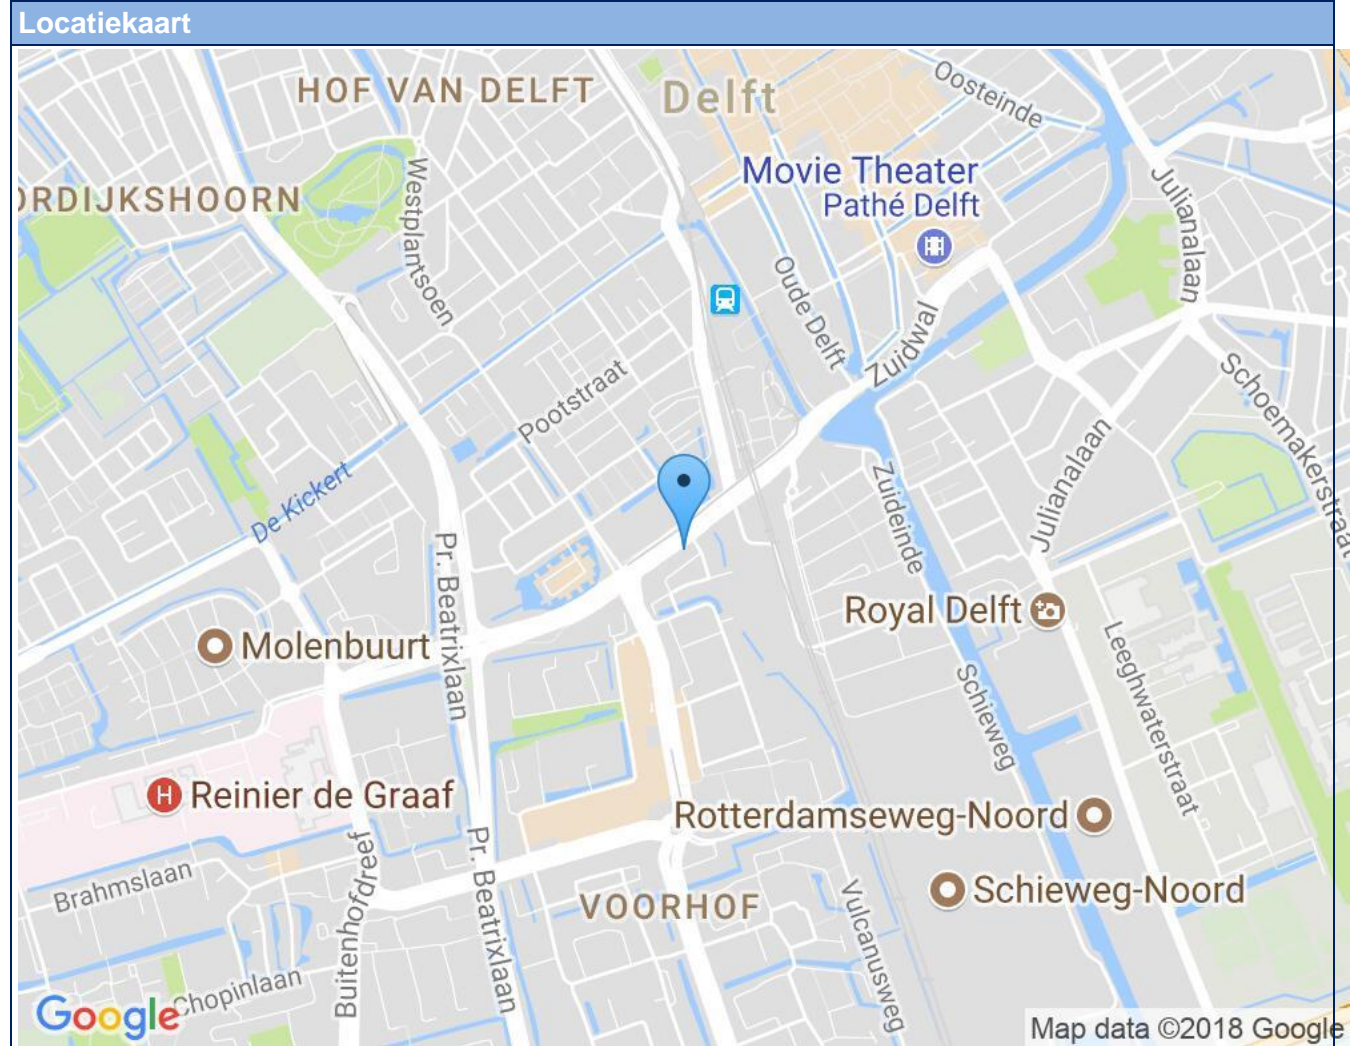 Locatiekaart
HOF VAN DELFT
Delft
Oosteinde
Movie Theater
Pathé Delft
ORDIJKSHOORN
Westplantsoen
Julianalaan
Oude Delft
Zuidwal
Pootstraat
Schoemakerstraat
De Kickert
Julianalaan
Zuideinde
Pr. Beatrixlaan
Royal Delft
Molenbuurt
Leeghwaterstraat
Schieweg
H
Reinier de Graaf
Rotterdamseweg-Noord
Brahmslaan
Buitenhofdreef
Pr. Beatrixlaan
VOORHOF
Vulcanusweg
Schieweg-Noord
Chopinlaan
Google
Map data ©2018 Google